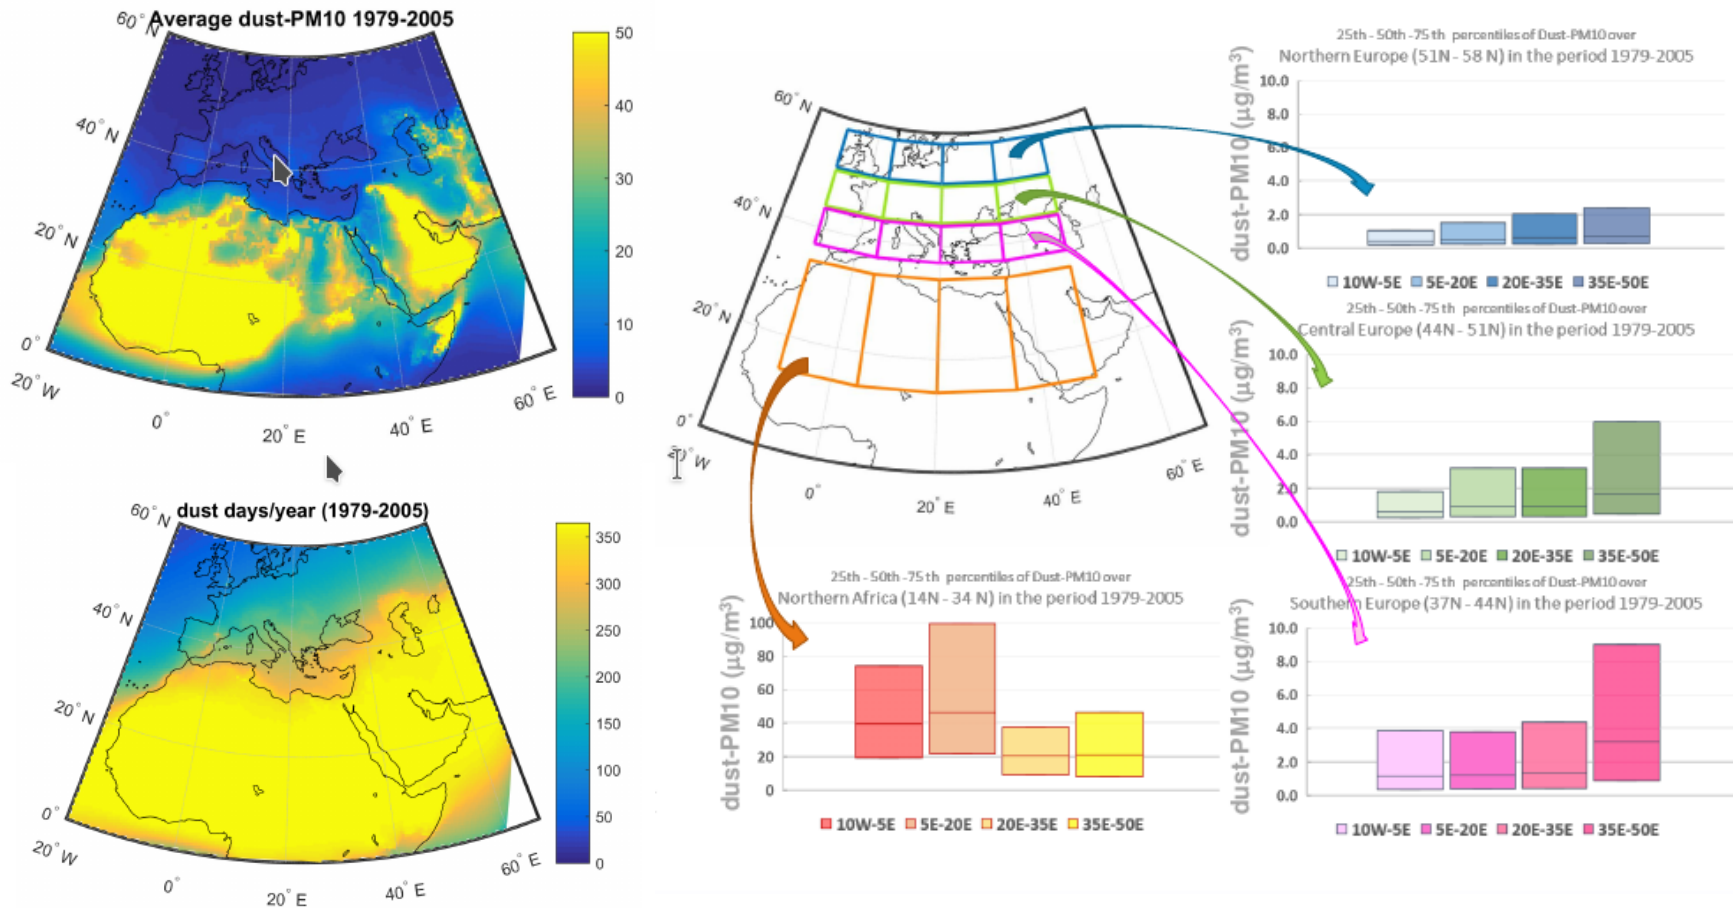 Average dust-PM10 1979-2005
60°N
40°N
20°N
0°
20°W
0°
20°E
40°E
60°E
50
40
30
20
10
0
dust days/year (1979-2005)
60°N
40°N
20°N
0°
20°W
0°
20°E
40°E
60°E
350
300
250
200
150
100
50
0
60°N
40°N
20°N
0°
20°W
0°
20°E
40°E
60°E
25th - 50th -75 th percentiles of Dust-PM10 over
Northern Africa (14N - 34 N) in the period 1979-2005
dust-PM10 (µg/m³)
100
80
60
40
20
0
10W-5E 5E-20E 20E-35E 35E-50E
25th - 50th -75 th percentiles of Dust-PM10 over
Northern Europe (51N - 58 N) in the period 1979-2005
dust-PM10 (µg/m³)
10.0
8.0
6.0
4.0
2.0
0.0
10W-5E 5E-20E 20E-35E 35E-50E
25th - 50th -75 th percentiles of Dust-PM10 over
Central Europe (44N - 51N) in the period 1979-2005
dust-PM10 (µg/m³)
10.0
8.0
6.0
4.0
2.0
0.0
10W-5E 5E-20E 20E-35E 35E-50E
25th - 50th -75 th percentiles of Dust-PM10 over
Southern Europe (37N - 44N) in the period 1979-2005
dust-PM10 (µg/m³)
10.0
8.0
6.0
4.0
2.0
0.0
10W-5E 5E-20E 20E-35E 35E-50E